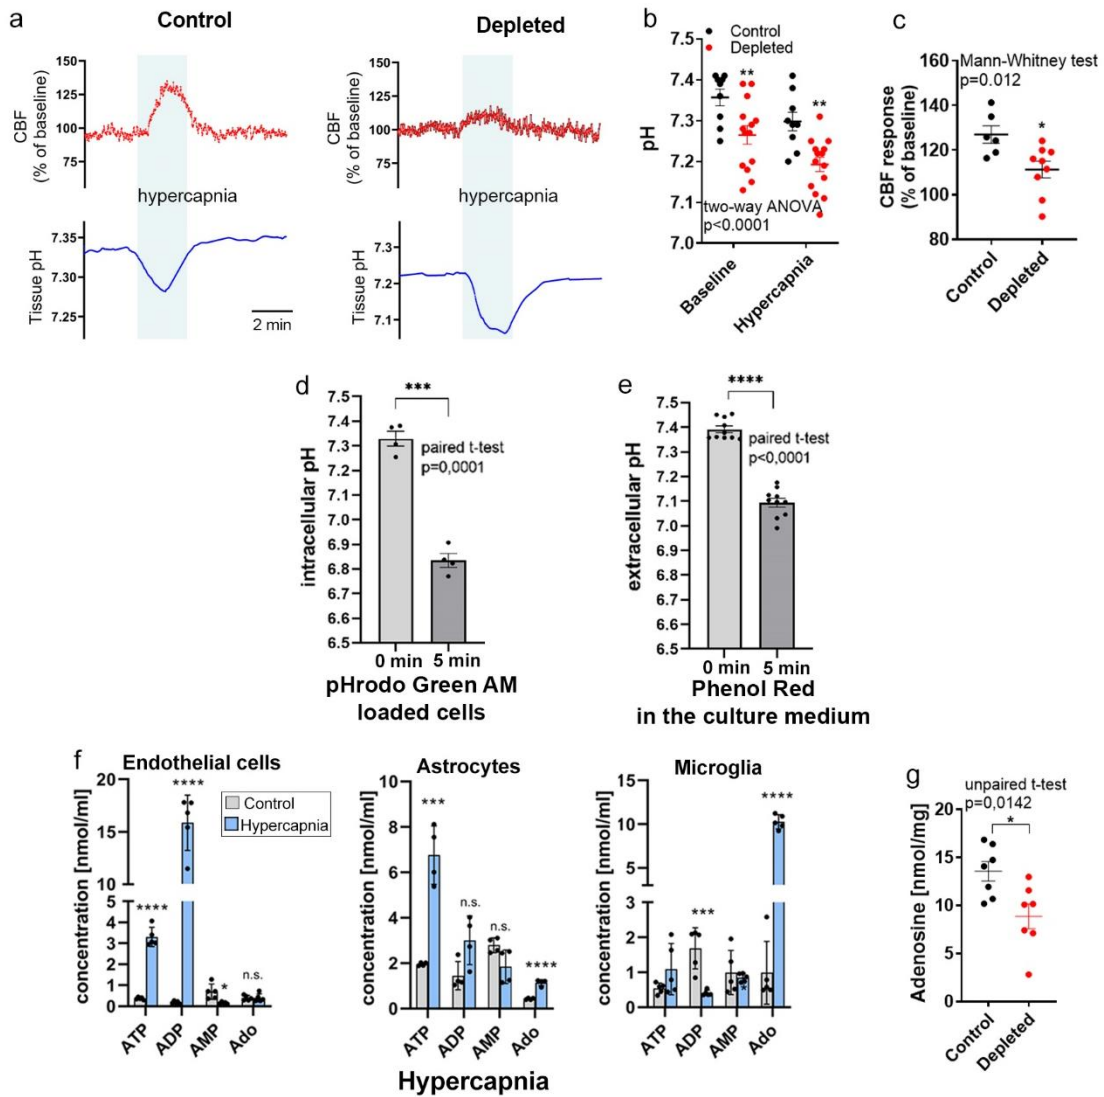 a
Control
Depleted
150
100
75
CBF
(% of baseline)
150
100
75
CBF
(% of baseline)
hypercapnia
hypercapnia
7.35
7.30
7.25
Tissue pH
2 min
7.2
7.1
Tissue pH
b
Control
Depleted
7.5
7.4
7.3
7.2
7.1
7.0
pH
**
**
two-way ANOVA
p<0.0001
Baseline
Hypercapnia
c
160
140
120
100
80
CBF response
(% of baseline)
Mann-Whitney test
p=0.012
*
Control
Depleted
d
7.5
7.4
7.3
7.2
7.1
7.0
6.9
6.8
6.7
6.6
6.5
intracellular pH
***
paired t-test
p=0,0001
0 min
5 min
pHrodo Green AM
loaded cells
e
7.5
7.4
7.3
7.2
7.1
7.0
6.9
6.8
6.7
6.6
6.5
extracellular pH
****
paired t-test
p<0,0001
0 min
5 min
Phenol Red
in the culture medium
f
Endothelial cells
20
15
10
5
4
3
2
1
0
concentration [nmol/ml]
Control
Hypercapnia
****
****
*
n.s.
ATP
ADP
AMP
Ado
Astrocytes
10
8
6
4
2
0
concentration [nmol/ml]
***
n.s.
n.s.
****
ATP
ADP
AMP
Ado
Microglia
15
10
5
2
1
0
concentration [nmol/ml]
***
*
****
ATP
ADP
AMP
Ado
Hypercapnia
g
unpaired t-test
p=0,0142
20
15
10
5
0
Adenosine [nmol/mg]
*
Control
Depleted